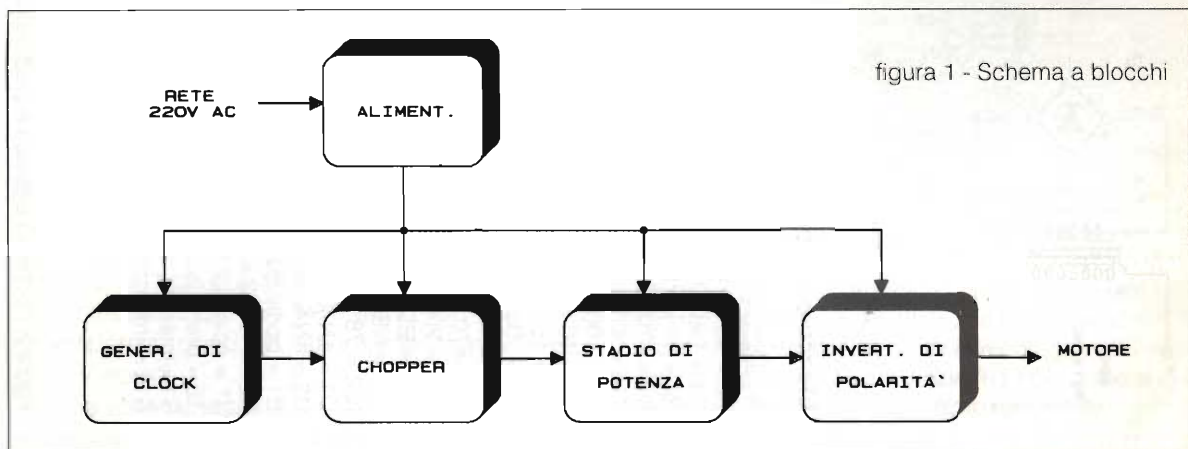 figura 1 - Schema a blocchi
RETE
220V AC
ALIMENT.
GENER. DI
CLOCK
CHOPPER
STADIO DI
POTENZA
INVERT. DI
POLARITA`
MOTORE